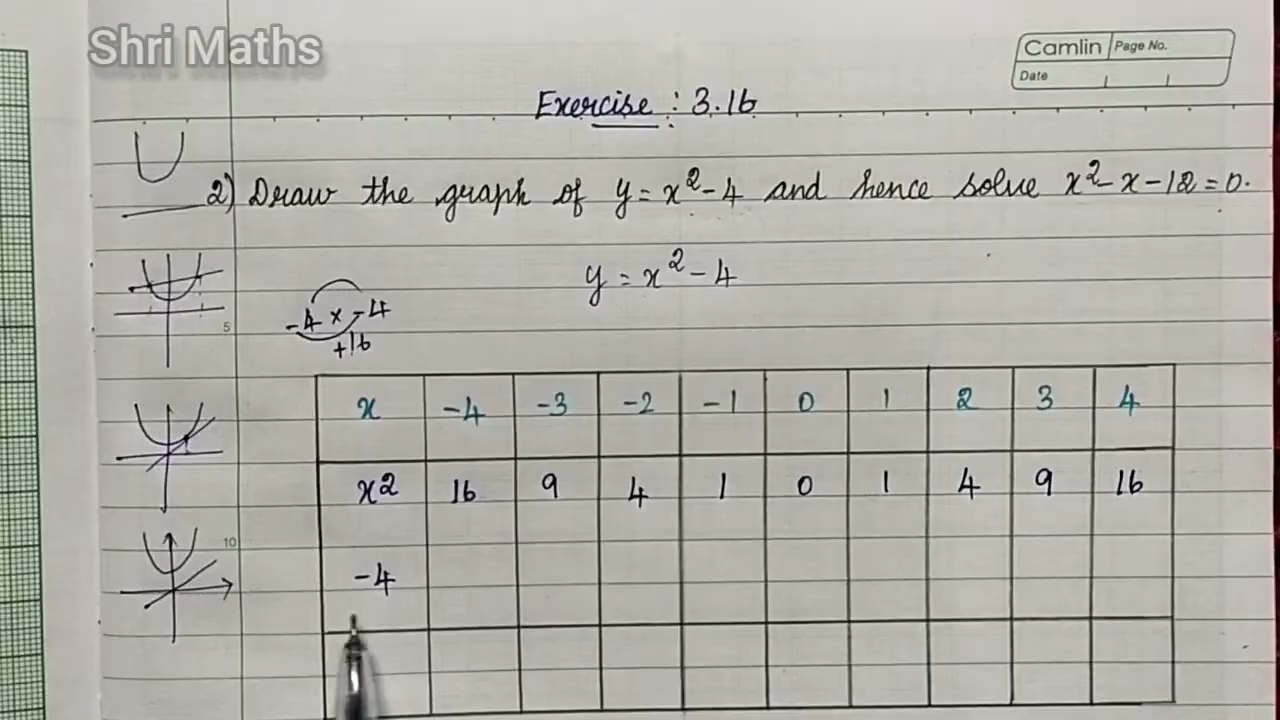 Shri Maths
Camlin Page No.
Date
Exercise : 3.16
2) Draw the graph of y = x² - 4 and hence solve x² - x - 12 = 0.
y = x² - 4
-4 x -4
+16
5
x -4 -3 -2 -1 0 1 2 3 4
x² 16 9 4 1 0 1 4 9 16
10
-4